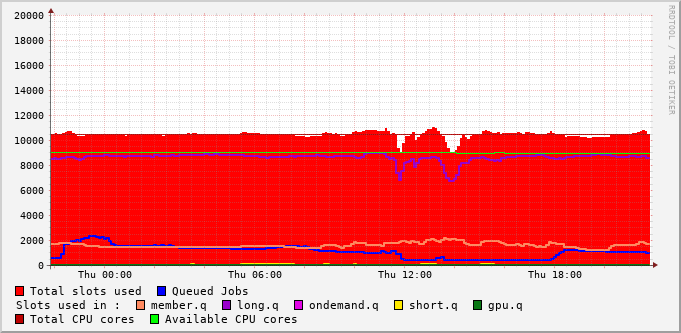 20000
18000
16000
14000
12000
10000
8000
6000
4000
2000
0
Thu 00:00 Thu 06:00 Thu 12:00 Thu 18:00
RRDTOOL / TOBI OETIKER
Total slots used Queued Jobs
Slots used in : member.q long.q ondemand.q short.q gpu.q
Total CPU cores Available CPU cores